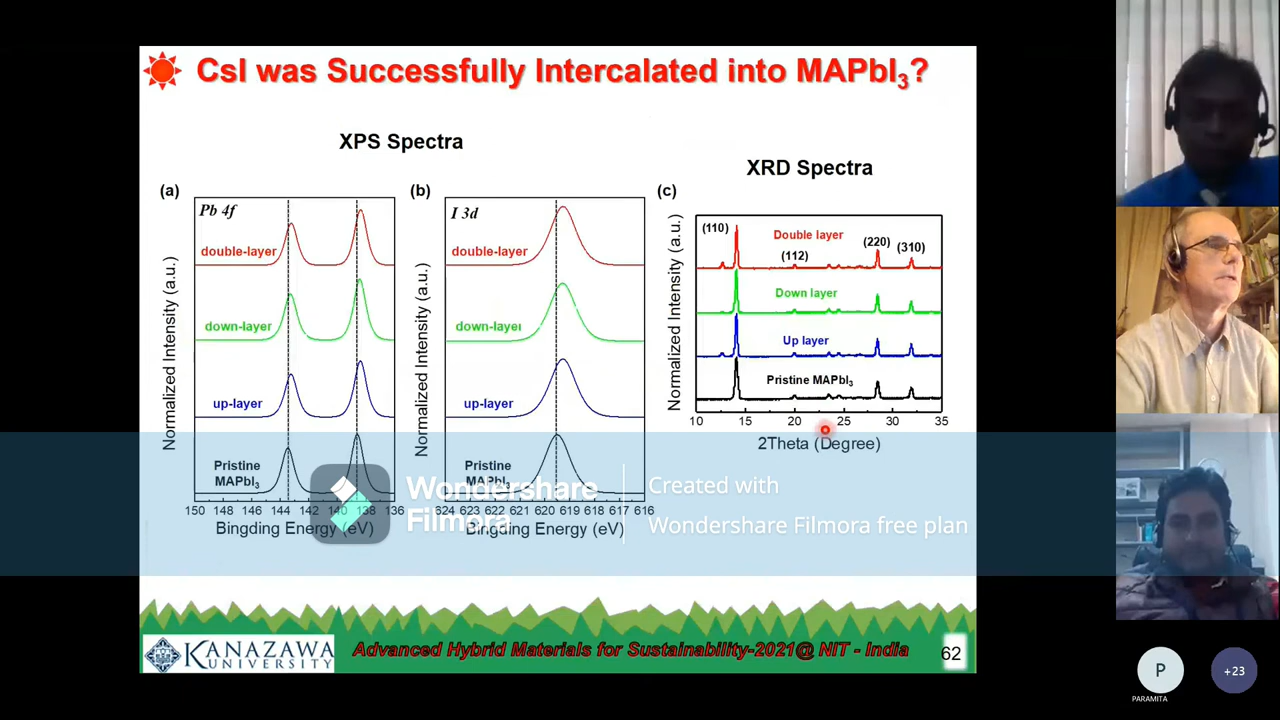 CsI was Successfully Intercalated into MAPbI3?
XPS Spectra
XRD Spectra
(a)
Pb 4f
double-layer
down-layer
up-layer
Pristine
MAPbI3
Normalized Intensity (a.u.)
150 148 146 144 142 140 138 136
Bingding Energy (eV)
(b)
I 3d
double-layer
down-layer
up-layer
Pristine
MAPbI3
Normalized Intensity (a.u.)
624 623 622 621 620 619 618 617 616
Bingding Energy (eV)
(c)
(110)
Double layer
(112)
(220)
(310)
Down layer
Up layer
Pristine MAPbI3
Normalized Intensity (a.u.)
10 15 20 25 30 35
2Theta (Degree)
Wondershare
Filmora
Created with
Wondershare Filmora free plan
KANAZAWA
UNIVERSITY
Advanced Hybrid Materials for Sustainability-2021@ NIT - India
62
P
PARAMITA
+23